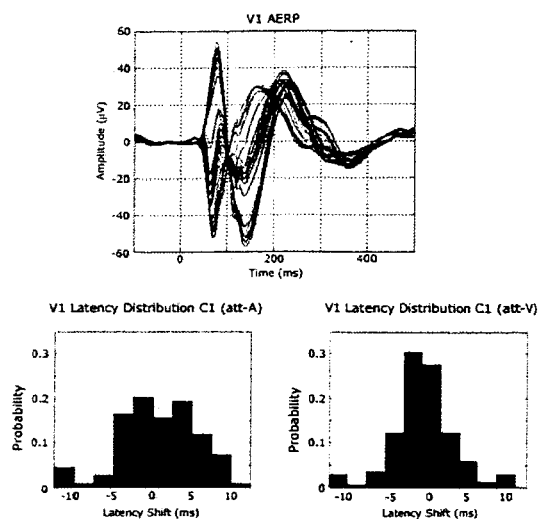 V1 AERP
60
40
20
0
-20
-40
-60
Amplitude (µV)
0 200 400
Time (ms)
V1 Latency Distribution C1 (att-A) V1 Latency Distribution C1 (att-V)
0.3 0.3
0.2 0.2
0.1 0.1
0 0
Probability Probability
-10 -5 0 5 10 -10 -5 0 5 10
Latency Shift (ms) Latency Shift (ms)